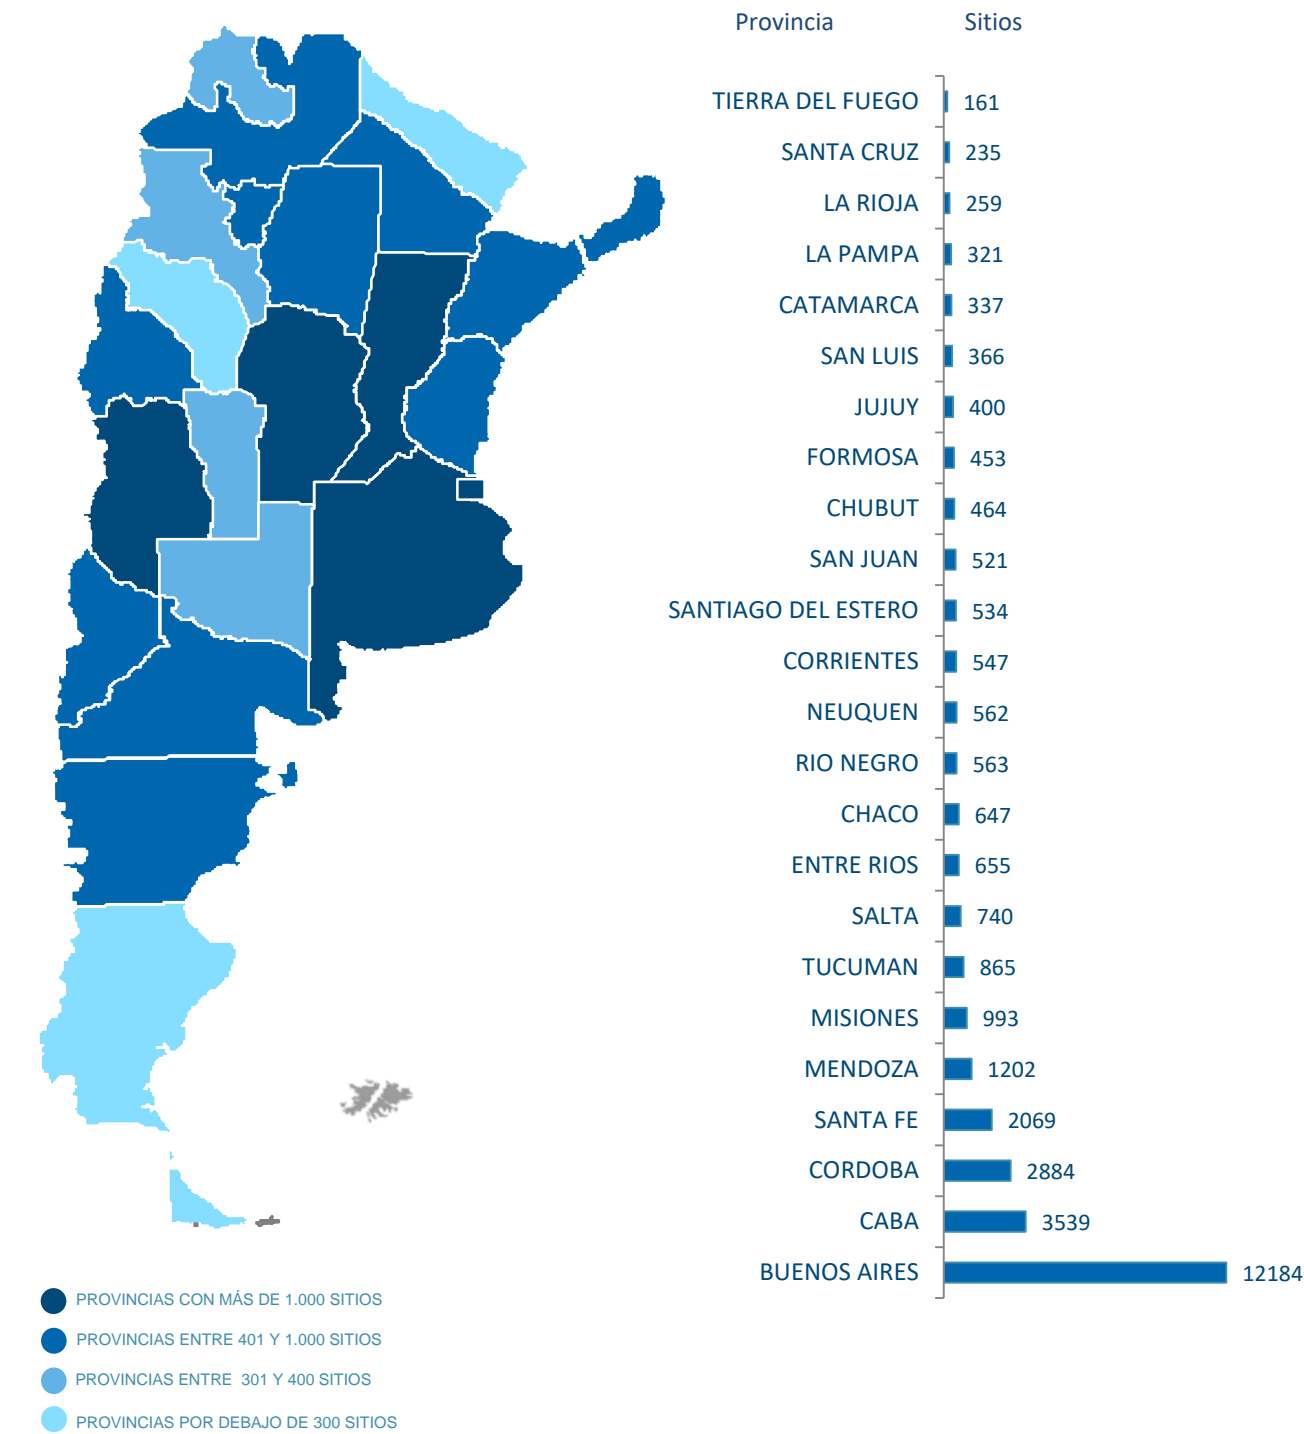 Provincia Sitios
TIERRA DEL FUEGO 161
SANTA CRUZ 235
LA RIOJA 259
LA PAMPA 321
CATAMARCA 337
SAN LUIS 366
JUJUY 400
FORMOSA 453
CHUBUT 464
SAN JUAN 521
SANTIAGO DEL ESTERO 534
CORRIENTES 547
NEUQUEN 562
RIO NEGRO 563
CHACO 647
ENTRE RIOS 655
SALTA 740
TUCUMAN 865
MISIONES 993
MENDOZA 1202
SANTA FE 2069
CORDOBA 2884
CABA 3539
BUENOS AIRES 12184
PROVINCIAS CON MÁS DE 1.000 SITIOS
PROVINCIAS ENTRE 401 Y 1.000 SITIOS
PROVINCIAS ENTRE 301 Y 400 SITIOS
PROVINCIAS POR DEBAJO DE 300 SITIOS